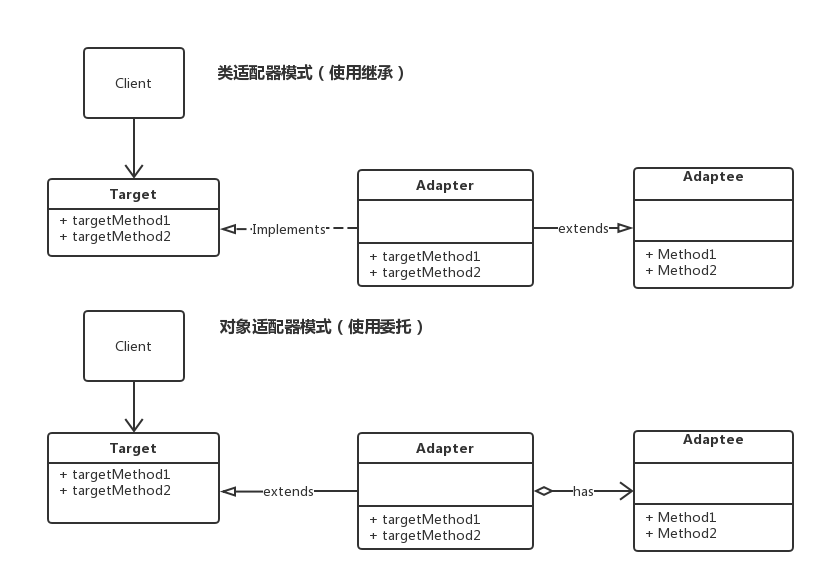 Client
类适配器模式（使用继承）
Target
+ targetMethod1
+ targetMethod2
Implements
Adapter
+ targetMethod1
+ targetMethod2
extends
Adaptee
+ Method1
+ Method2
Client
对象适配器模式（使用委托）
Target
+ targetMethod1
+ targetMethod2
extends
Adapter
+ targetMethod1
+ targetMethod2
has
Adaptee
+ Method1
+ Method2